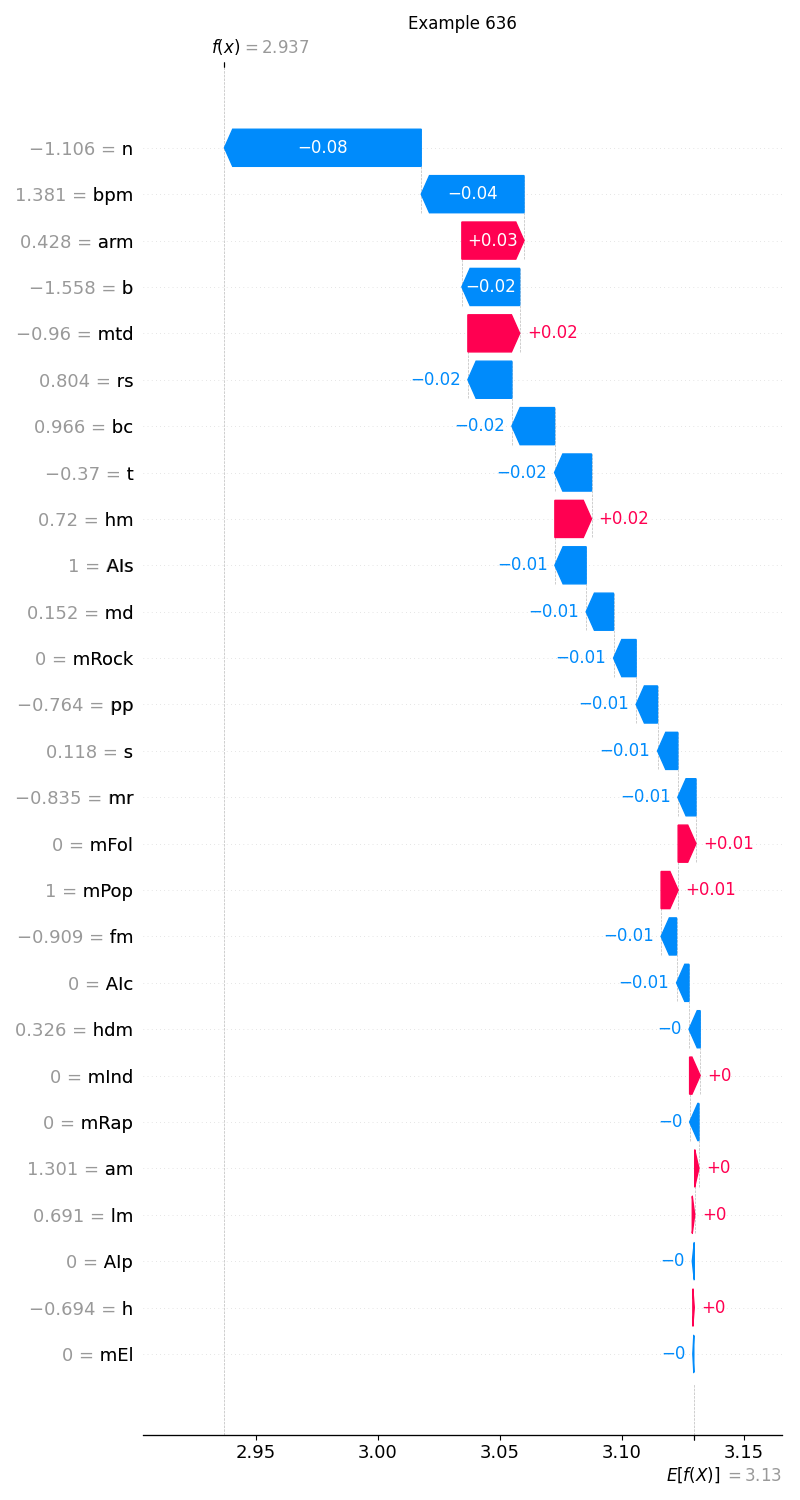 Example 636
f(x) = 2.937
−1.106 = n
−0.08
1.381 = bpm
−0.04
0.428 = arm
+0.03
−1.558 = b
−0.02
−0.96 = mtd
+0.02
0.804 = rs
−0.02
0.966 = bc
−0.02
−0.37 = t
−0.02
0.72 = hm
+0.02
1 = AIs
−0.01
0.152 = md
−0.01
0 = mRock
−0.01
−0.764 = pp
−0.01
0.118 = s
−0.01
−0.835 = mr
−0.01
0 = mFol
+0.01
1 = mPop
+0.01
−0.909 = fm
−0.01
0 = AIc
−0.01
0.326 = hdm
−0
0 = mInd
+0
0 = mRap
−0
1.301 = am
+0
0.691 = lm
+0
0 = AIp
−0
−0.694 = h
+0
0 = mEl
−0
2.95 3.00 3.05 3.10 3.15
E[f(X)] = 3.13